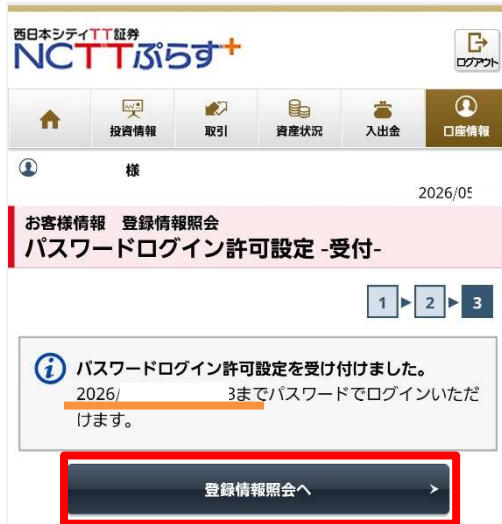 西日本シティTT証券
NCTTぷらす+
ログアウト
投資情報 取引 資産状況 入出金 口座情報
様
2026/05
お客様情報 登録情報照会
パスワードログイン許可設定 -受付-
1 2 3
パスワードログイン許可設定を受け付けました。
2026/ 3までパスワードでログインいただ
けます。
登録情報照会へ